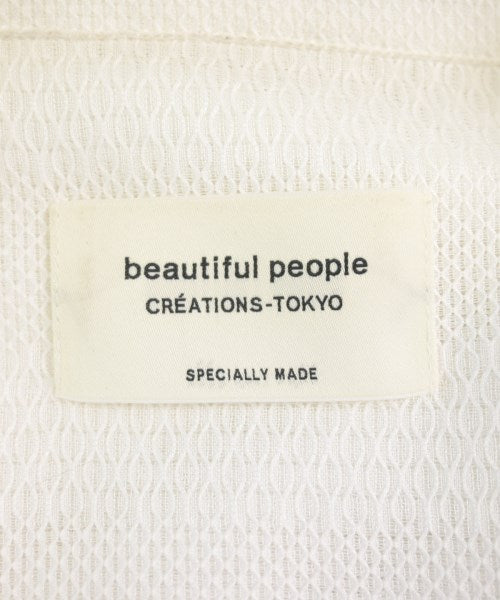 beautiful people
CRÉATIONS-TOKYO
SPECIALLY MADE